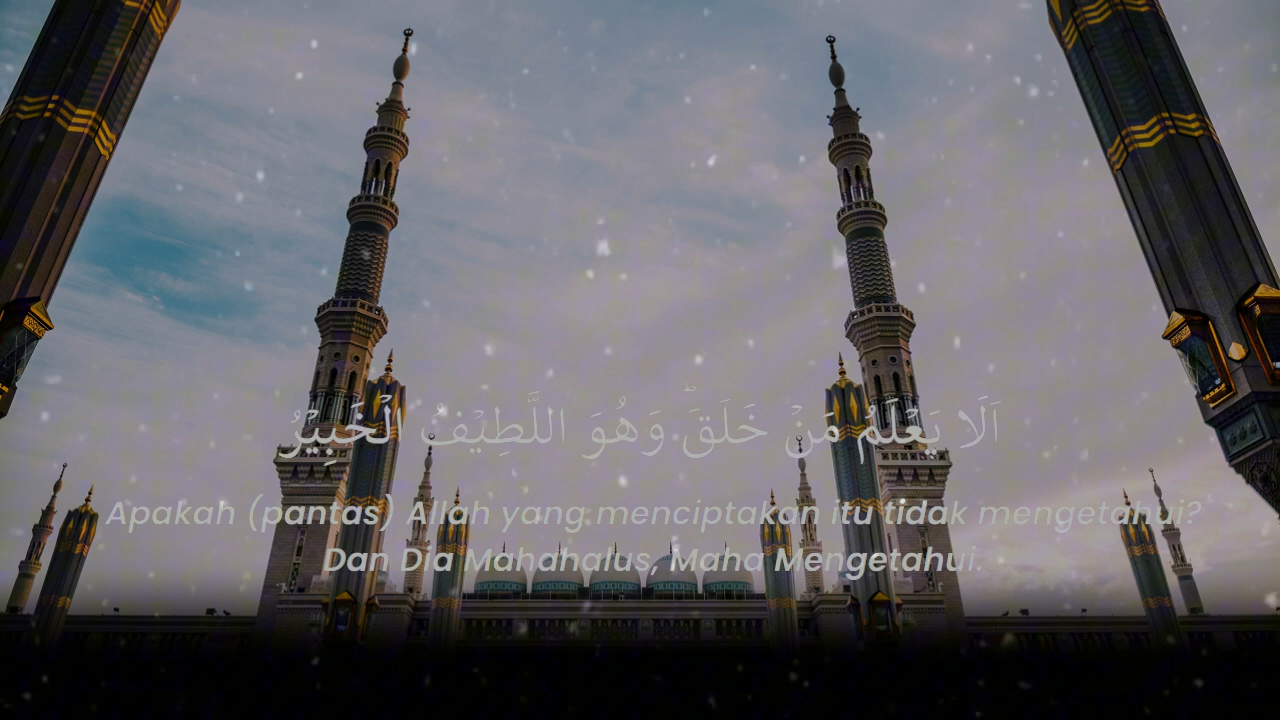 اَلَا يَعْلَمُ مَنْ خَلَقَۗ وَهُوَ اللَّطِيْفُ الْخَبِيْرُ
Apakah (pantas) Allah yang menciptakan itu tidak mengetahui?
Dan Dia Mahahalus, Maha Mengetahui.